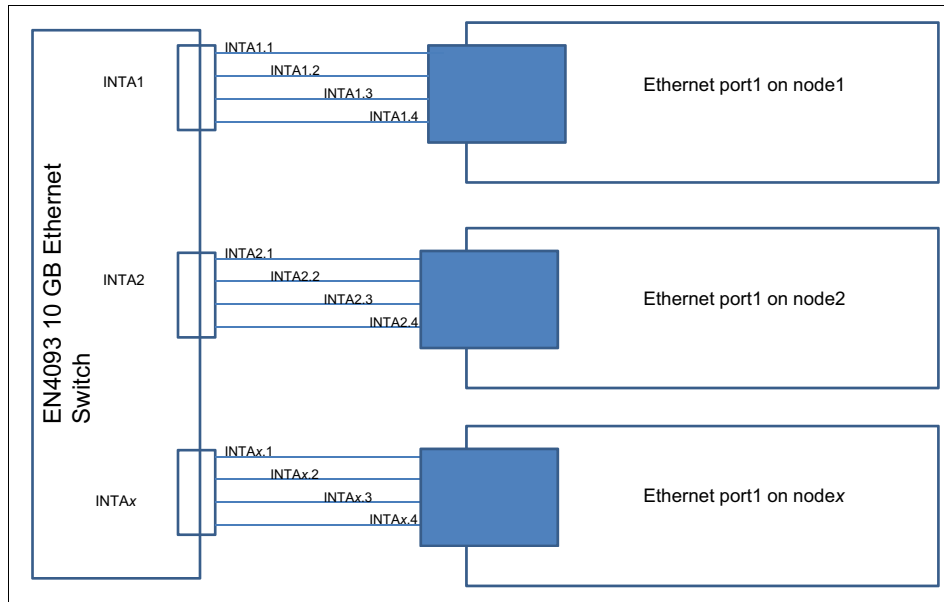 EN4093 10 GB Ethernet
Switch
INTA1
INTA1.1
INTA1.2
INTA1.3
INTA1.4
Ethernet port1 on node1
INTA2
INTA2.1
INTA2.2
INTA2.3
INTA2.4
Ethernet port1 on node2
INTAx
INTAx.1
INTAx.2
INTAx.3
INTAx.4
Ethernet port1 on nodex